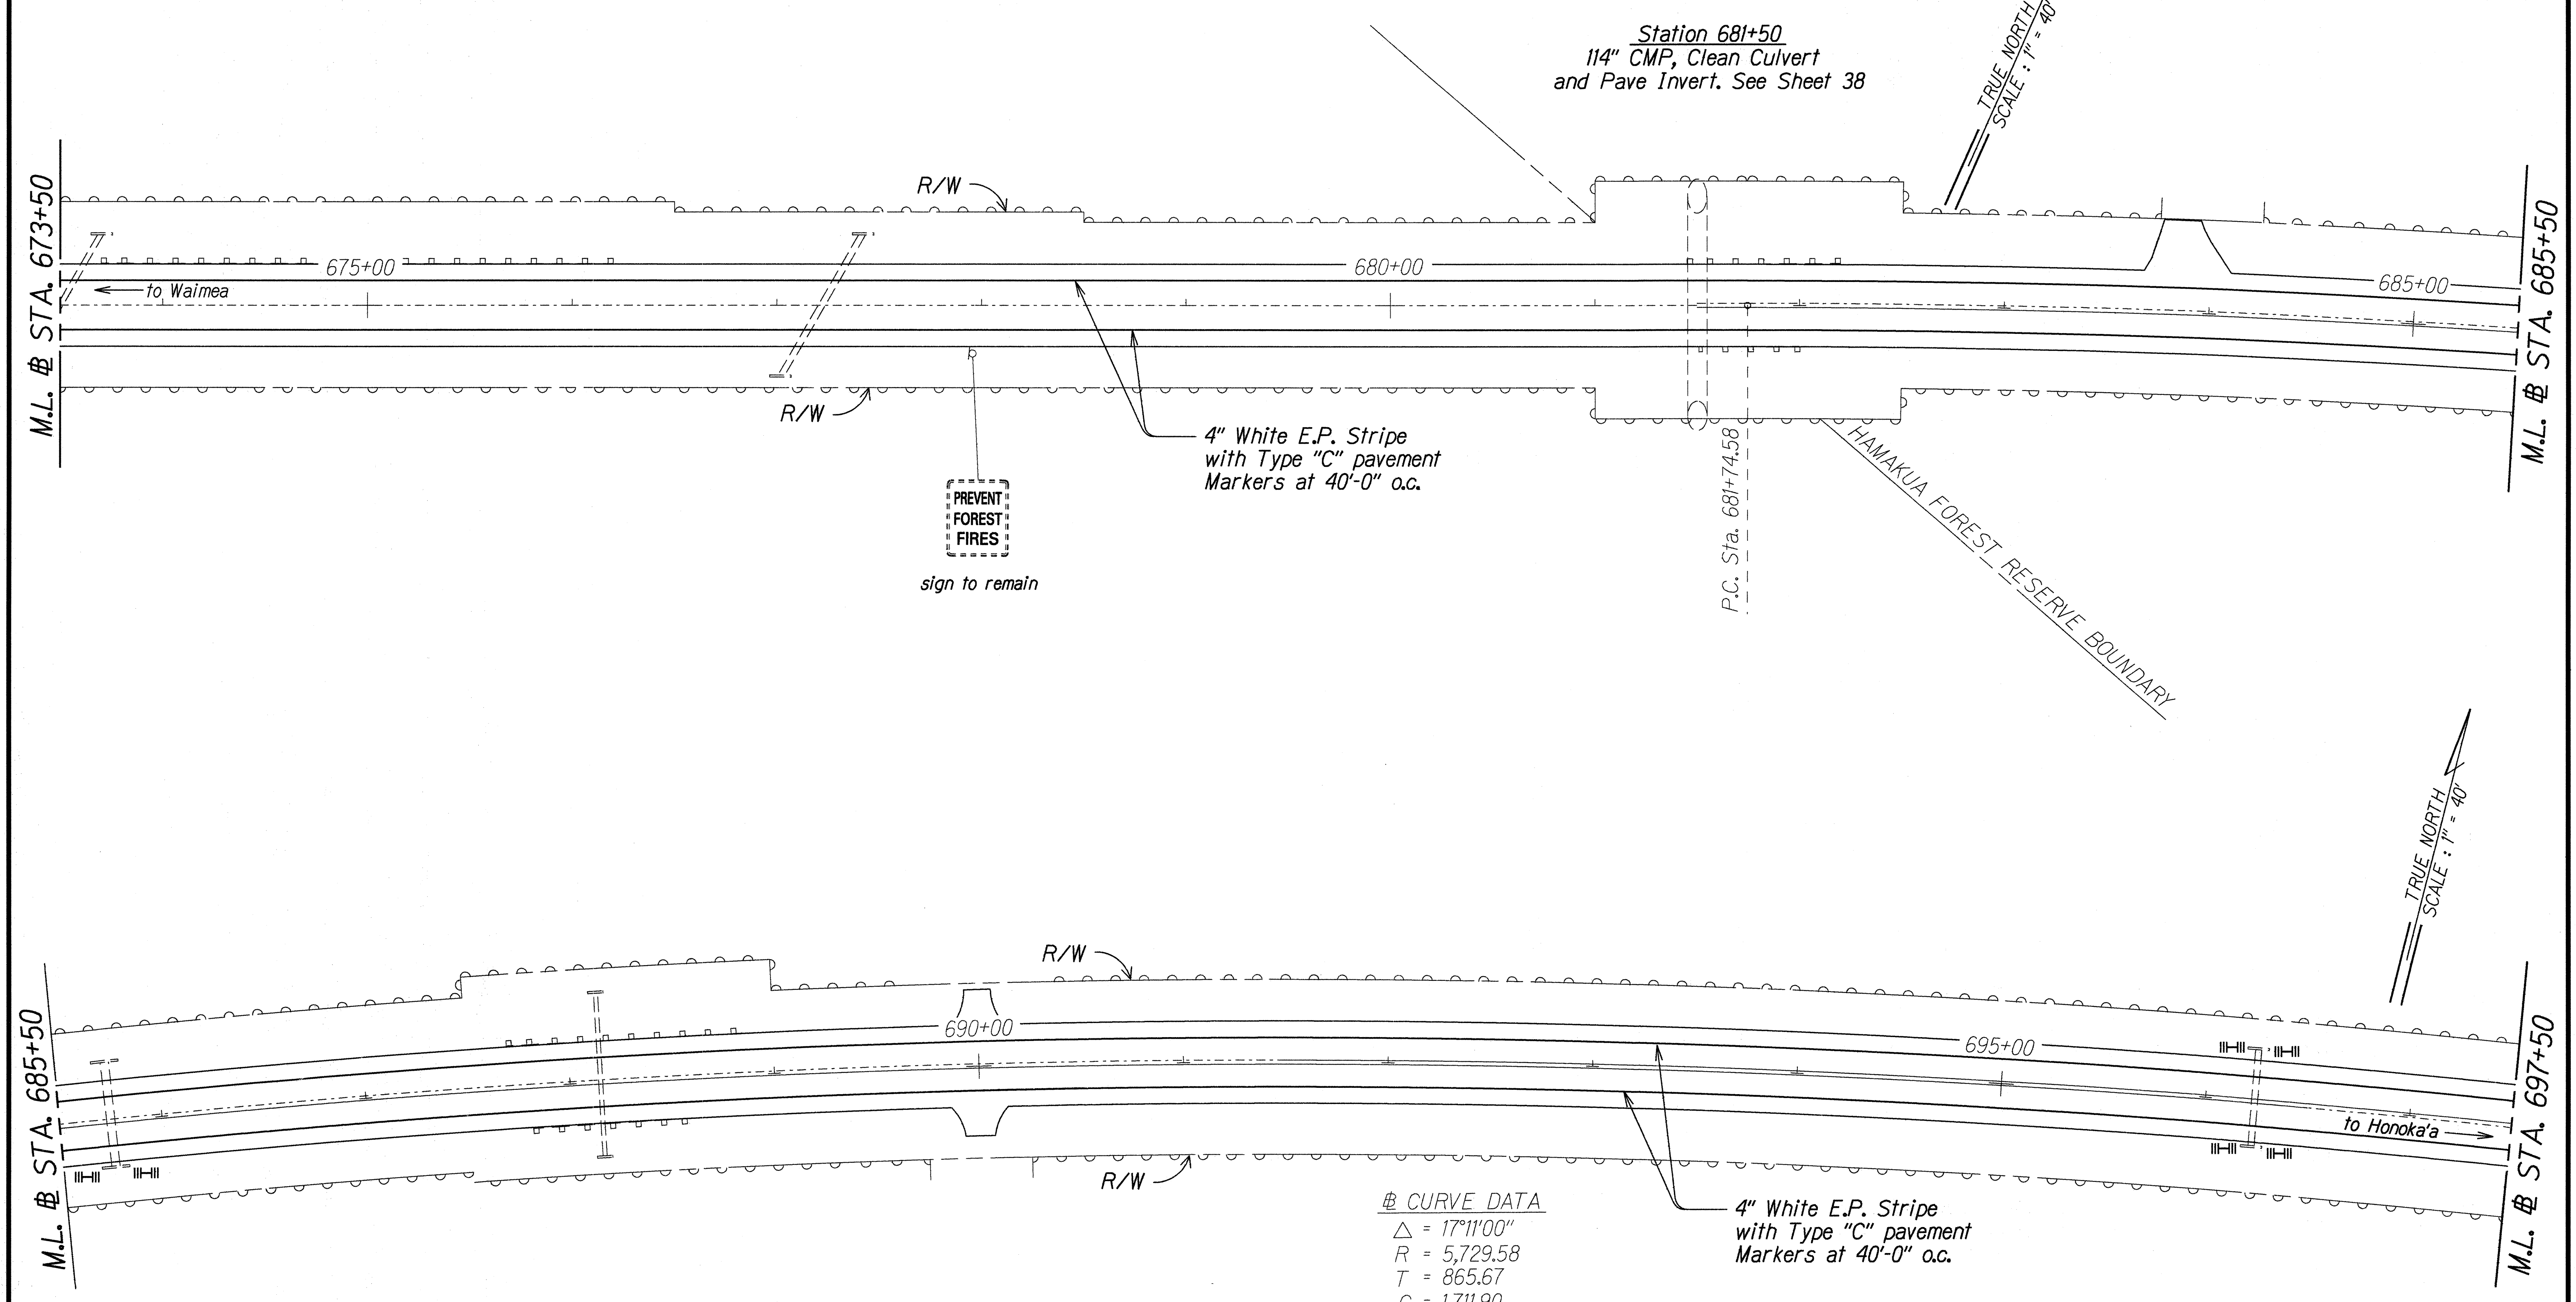 Station 681+50
114" CMP, Clean Culvert
and Pave Invert. See Sheet 38
TRUE NORTH
SCALE : 1" = 40'
M.L. ⅊ STA. 673+50
R/W
675+00
680+00
685+00
to Waimea
M.L. ⅊ STA. 685+50
R/W
4" White E.P. Stripe
with Type "C" pavement
Markers at 40'-0" o.c.
PREVENT
FOREST
FIRES
sign to remain
P.C. Sta. 681+74.58
HAMAKUA FOREST RESERVE BOUNDARY
TRUE NORTH
SCALE : 1" = 40'
M.L. ⅊ STA. 685+50
R/W
690+00
695+00
to Honoka'a
M.L. ⅊ STA. 697+50
R/W
⅊ CURVE DATA
△ = 17°11'00"
R = 5,729.58
T = 865.67
C = 1,711.90
4" White E.P. Stripe
with Type "C" pavement
Markers at 40'-0" o.c.